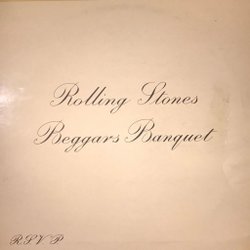 Rolling Stones
Beggars Banquet
R.S.V.P.